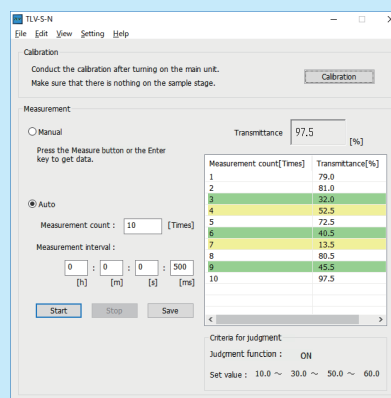 TLV-S-N
File Edit View Setting Help
Calibration
Conduct the calibration after turning on the main unit.
Make sure that there is nothing on the sample stage.
Calibration
Measurement
Manual
Press the Measure button or the Enter
key to get data.
Auto
Measurement count : 10 [Times]
Measurement interval :
0 : 0 : 0 : 500
[h] [m] [s] [ms]
Start Stop Save
Transmittance 97.5 [%]
Measurement count[Times] Transmittance[%]
1 79.0
2 81.0
3 32.0
4 52.5
5 72.5
6 40.5
7 13.5
8 80.5
9 45.5
10 97.5
Criteria for judgment
Judgment function : ON
Set value : 10.0 ～ 30.0 ～ 50.0 ～ 60.0